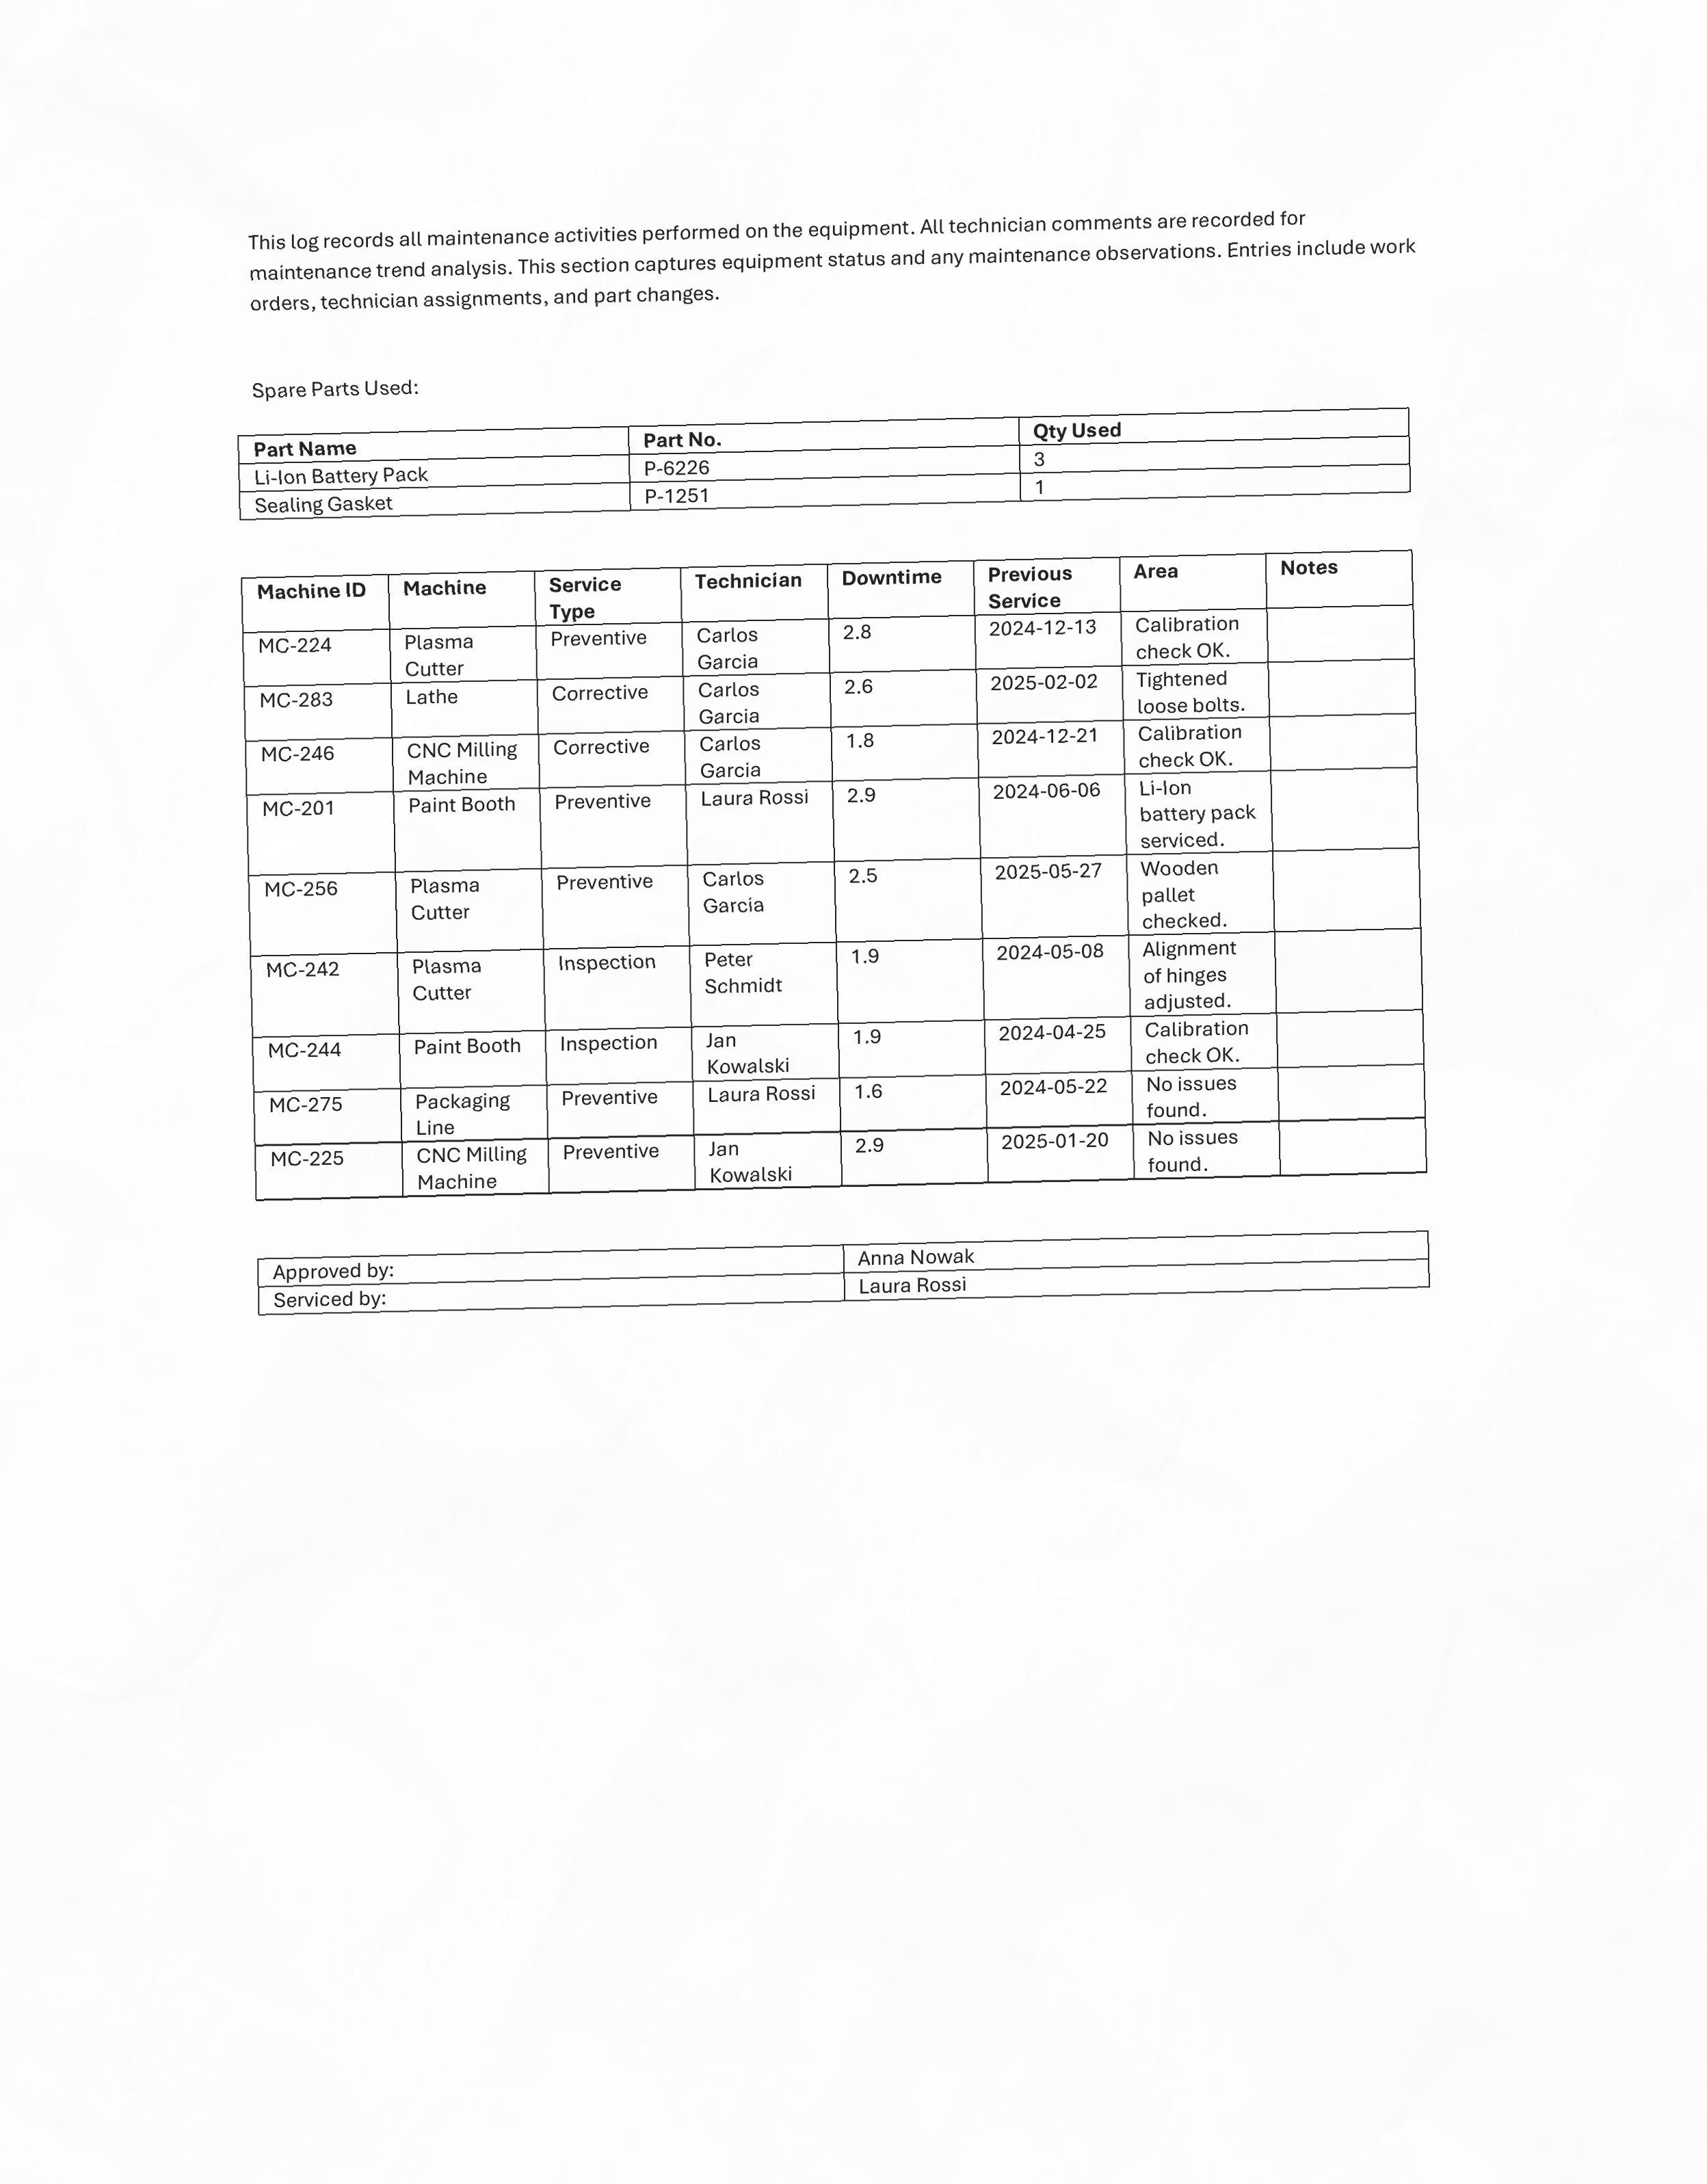 This log records all maintenance activities performed on the equipment. All technician comments are recorded for
maintenance trend analysis. This section captures equipment status and any maintenance observations. Entries include work
orders, technician assignments, and part changes.
Spare Parts Used:
Part Name Part No. Qty Used
Li-Ion Battery Pack P-6226 3
Sealing Gasket P-1251 1
Machine ID Machine Service Technician Downtime Previous Area Notes
Type Service
MC-224 Plasma Preventive Carlos 2.8 2024-12-13 Calibration
Cutter Garcia check OK.
MC-283 Lathe Corrective Carlos 2.6 2025-02-02 Tightened
Garcia loose bolts.
MC-246 CNC Milling Corrective Carlos 1.8 2024-12-21 Calibration
Machine Garcia check OK.
MC-201 Paint Booth Preventive Laura Rossi 2.9 2024-06-06 Li-Ion
battery pack
serviced.
MC-256 Plasma Preventive Carlos 2.5 2025-05-27 Wooden
Cutter Garcia pallet
checked.
MC-242 Plasma Inspection Peter 1.9 2024-05-08 Alignment
Cutter Schmidt of hinges
adjusted.
MC-244 Paint Booth Inspection Jan 1.9 2024-04-25 Calibration
Kowalski check OK.
MC-275 Packaging Preventive Laura Rossi 1.6 2024-05-22 No issues
Line found.
MC-225 CNC Milling Preventive Jan 2.9 2025-01-20 No issues
Machine Kowalski found.
Approved by: Anna Nowak
Serviced by: Laura Rossi